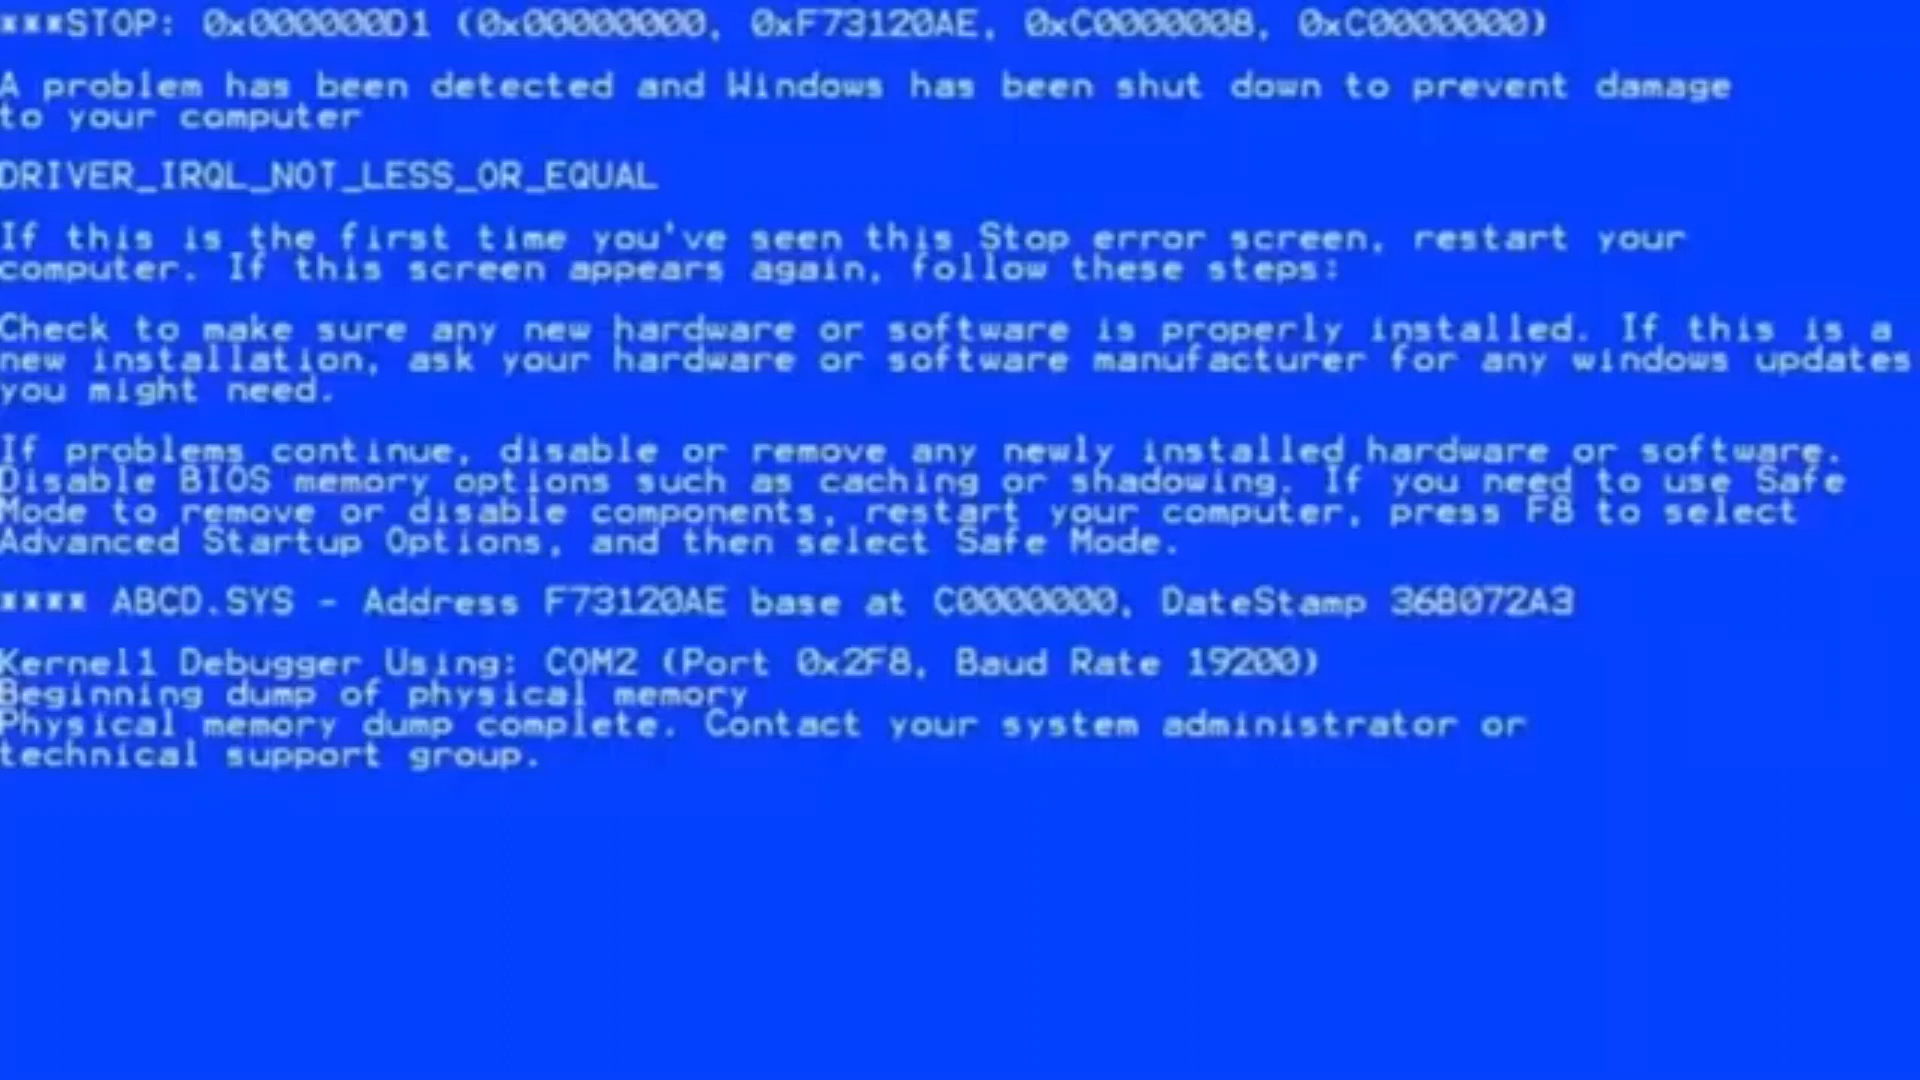 ***STOP: 0x000000D1 (0x00000000, 0xF73120AE, 0xC0000008, 0xC0000000)
A problem has been detected and Windows has been shut down to prevent damage
to your computer
DRIVER_IRQL_NOT_LESS_OR_EQUAL
If this is the first time you've seen this Stop error screen, restart your
computer. If this screen appears again, follow these steps:
Check to make sure any new hardware or software is properly installed. If this is a
new installation, ask your hardware or software manufacturer for any windows updates
you might need.
If problems continue, disable or remove any newly installed hardware or software.
Disable BIOS memory options such as caching or shadowing. If you need to use Safe
Mode to remove or disable components, restart your computer, press F8 to select
Advanced Startup Options, and then select Safe Mode.
**** ABCD.SYS - Address F73120AE base at C0000000, DateStamp 36B072A3
Kernel1 Debugger Using: COM2 (Port 0x2F8, Baud Rate 19200)
Beginning dump of physical memory
Physical memory dump complete. Contact your system administrator or
technical support group.